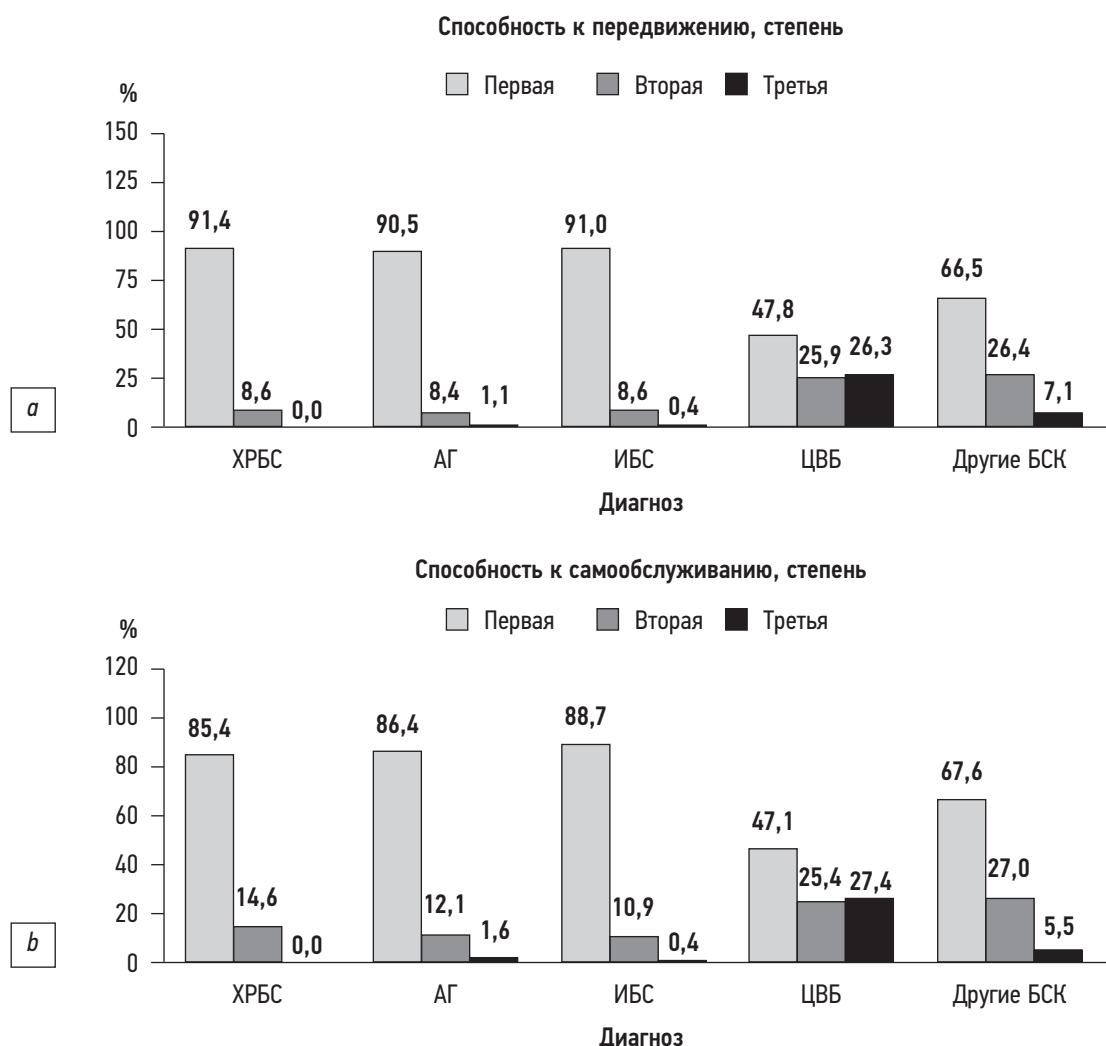 Способность к передвижению, степень
Первая Вторая Третья
%
150
125
100
75
50
25
0
91,4 8,6 0,0 90,5 8,4 1,1 91,0 8,6 0,4 47,8 25,9 26,3 66,5 26,4 7,1
a
ХРБС АГ ИБС ЦВБ Другие БСК
Диагноз
Способность к самообслуживанию, степень
Первая Вторая Третья
%
120
100
80
60
40
20
0
85,4 14,6 0,0 86,4 12,1 1,6 88,7 10,9 0,4 47,1 25,4 27,4 67,6 27,0 5,5
b
ХРБС АГ ИБС ЦВБ Другие БСК
Диагноз